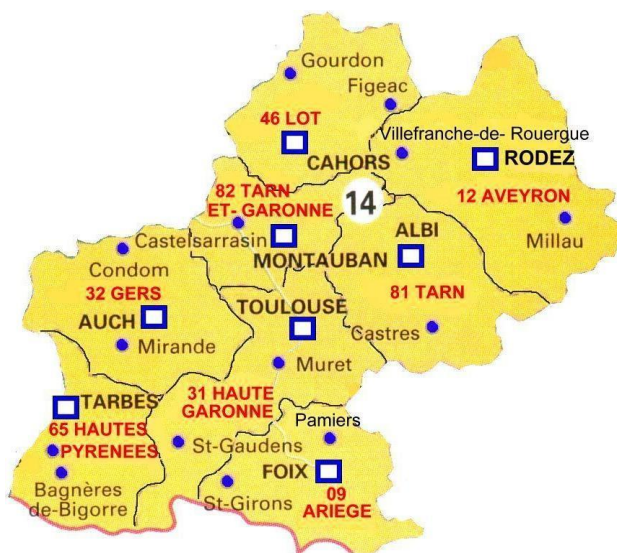 Gourdon
Figeac
46 LOT
CAHORS
Villefranche-de- Rouergue
RODEZ
12 AVEYRON
Millau
82 TARN
ET- GARONNE
14
Castelsarrasin
MONTAUBAN
ALBI
81 TARN
Castres
Condom
32 GERS
AUCH
Mirande
TOULOUSE
Muret
31 HAUTE
GARONNE
St-Gaudens
TARBES
65 HAUTES
PYRENEES
Bagnères
de-Bigorre
Pamiers
FOIX
St-Girons
09
ARIEGE